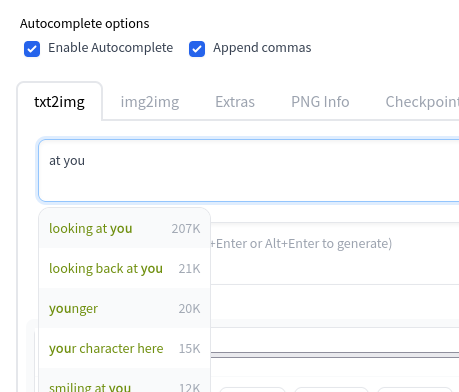 Autocomplete options
Enable Autocomplete Append commas
txt2img img2img Extras PNG Info Checkpoint
at you
looking at you 207K
+Enter or Alt+Enter to generate)
looking back at you 21K
younger 20K
your character here 15K
smiling at you 12K